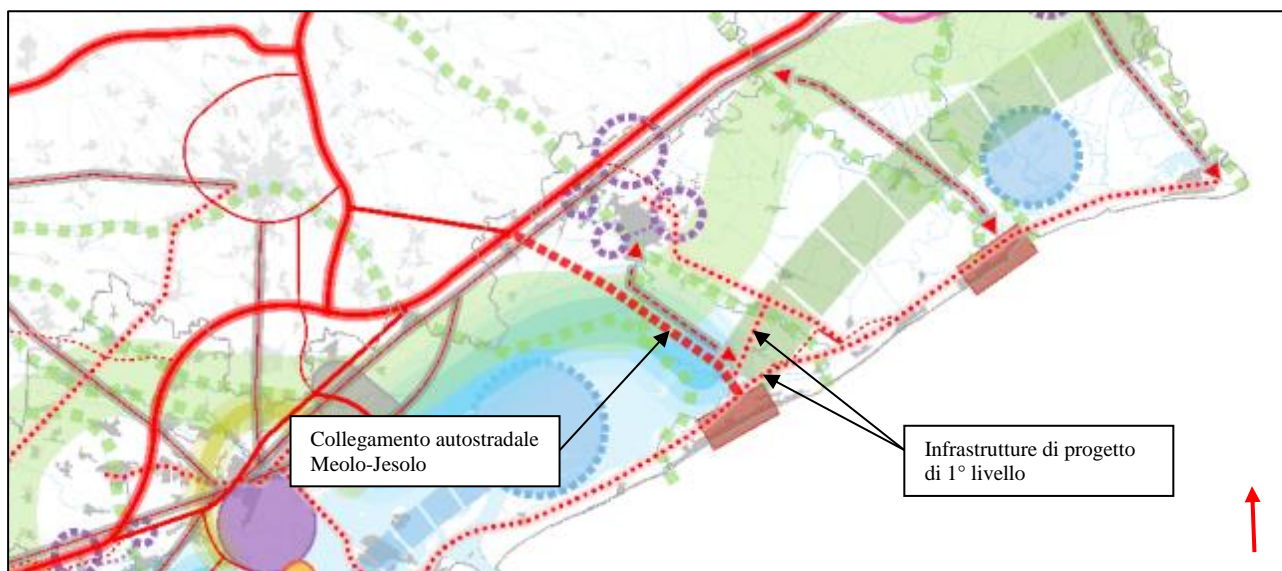 Collegamento autostradale
Meolo-Jesolo
Infrastrutture di progetto
di 1° livello